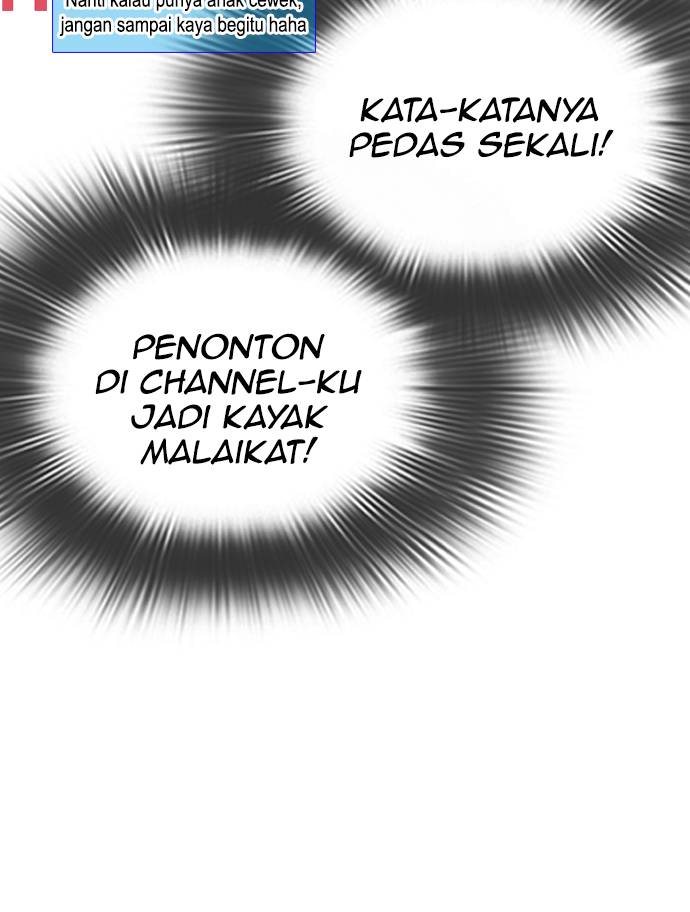 Nanti kalau punya anak cewek,
jangan sampai kaya begitu haha
KATA-KATANYA
PEDAS SEKALI!
PENONTON
DI CHANNEL-KU
JADI KAYAK
MALAIKAT!